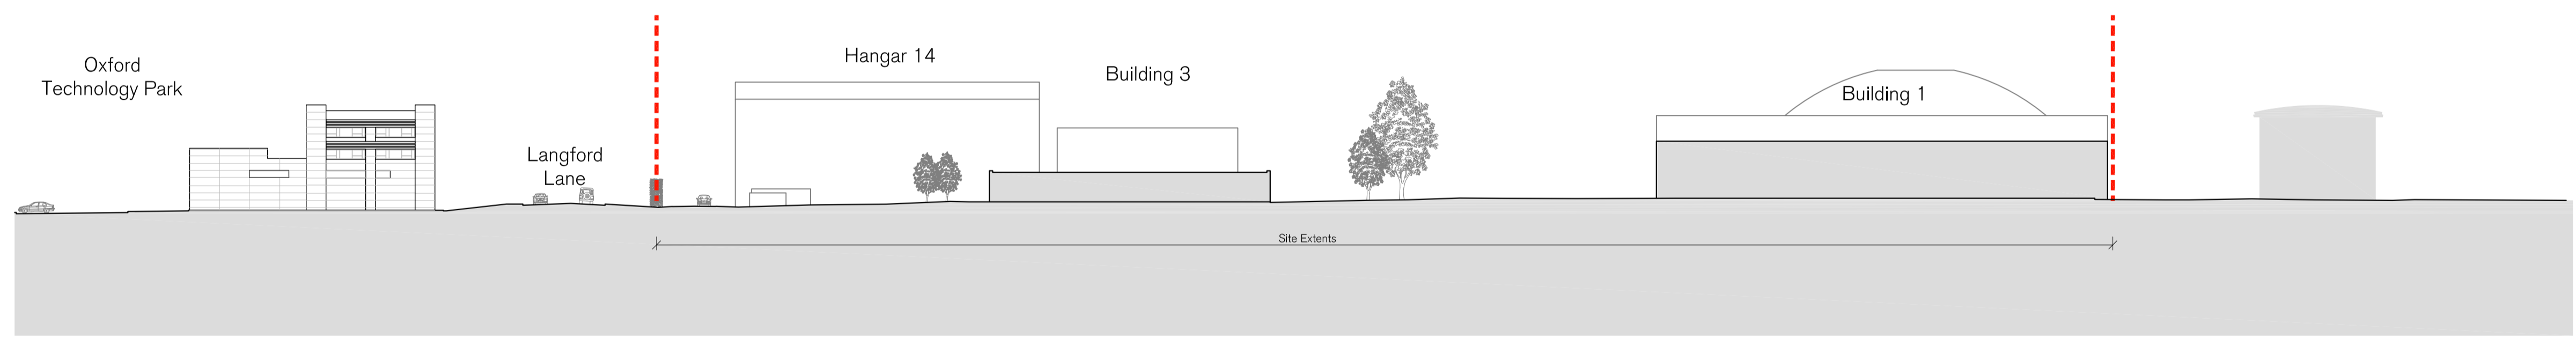 Oxford
Technology Park
Langford
Lane
Hangar 14
Building 3
Building 1
Site Extents